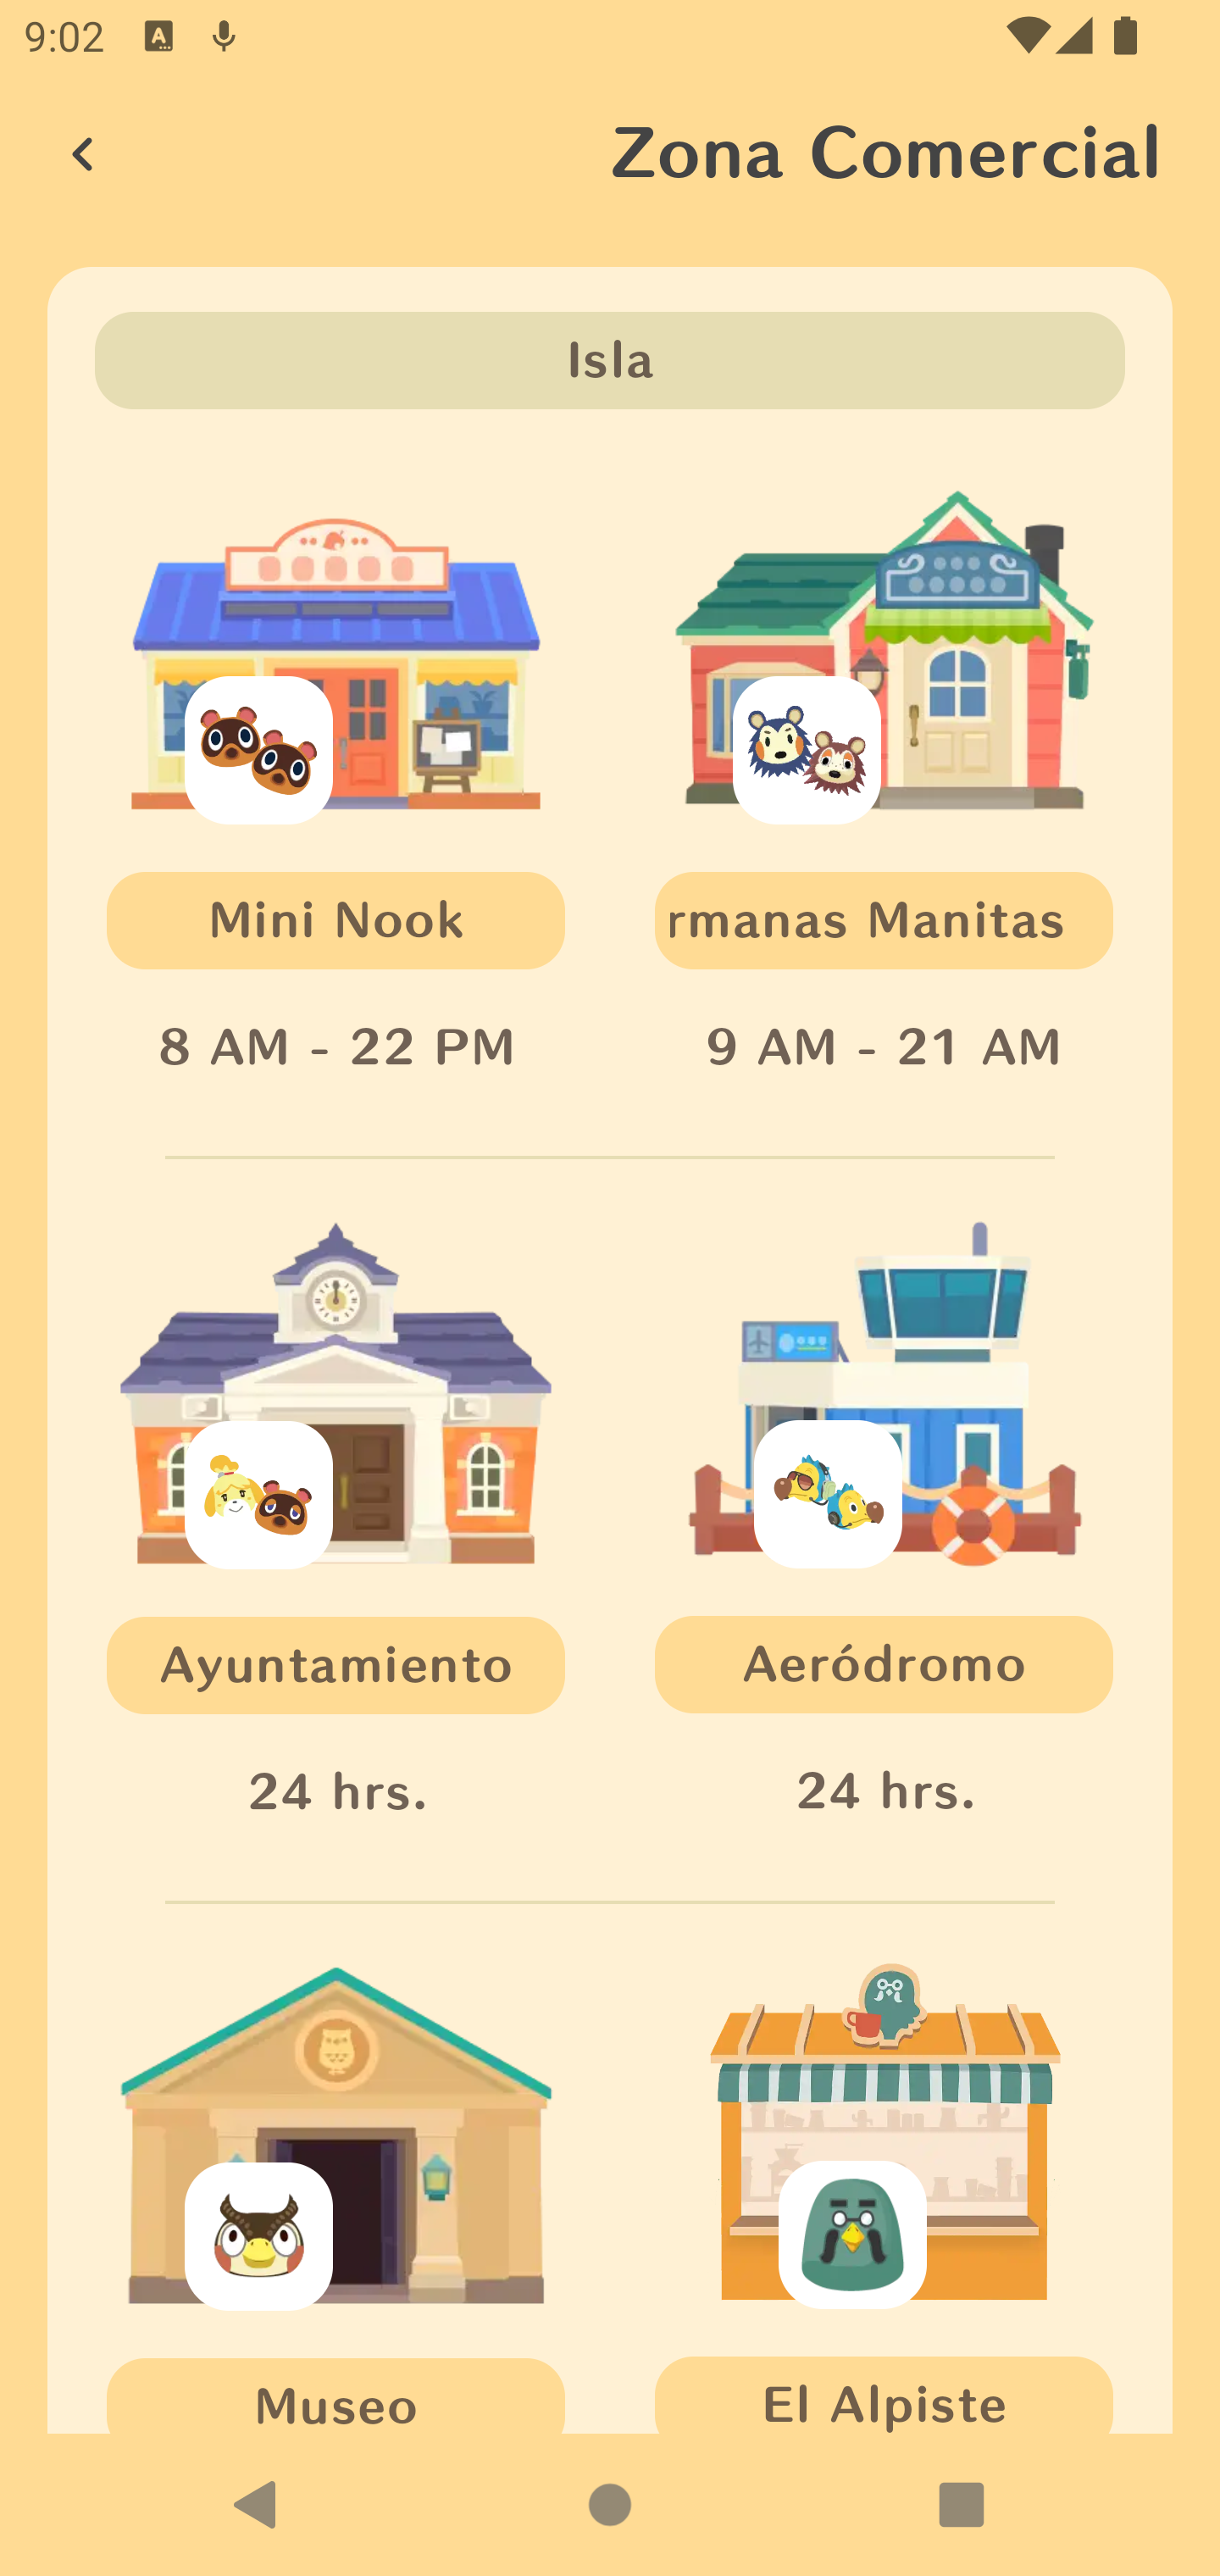 9:02
Zona Comercial
Isla
Mini Nook
rmanas Manitas
8 AM - 22 PM
9 AM - 21 AM
Ayuntamiento
Aeródromo
24 hrs.
24 hrs.
Museo
El Alpiste